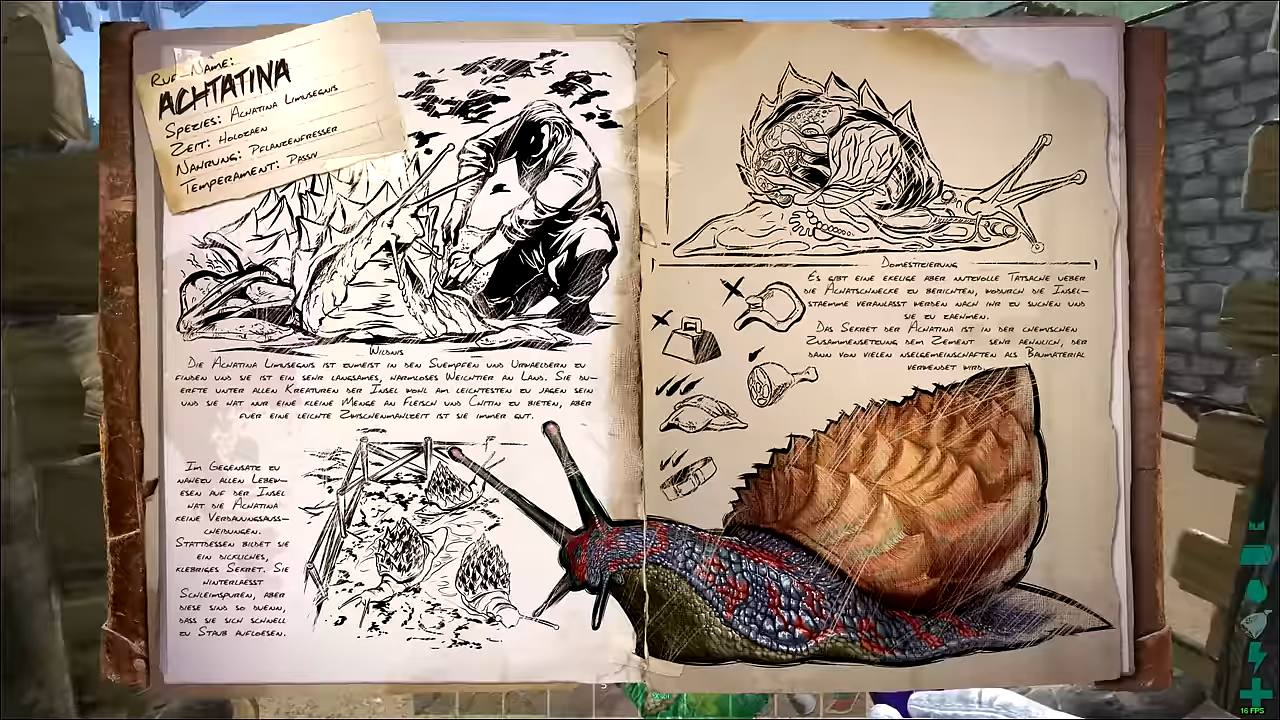 Ruf-Name:
ACHTATINA
Spezies: Achatina Limusegnis
Zeit: Holozaen
Nahrung: Pflanzenfresser
Temperament: Passiv
Wildnis
Die Achatina Limusegnis ist zumeist in den Suempfen und Urwaeldern zu
finden und sie ist ein sehr langsames, harmloses Weichtier an Land. Sie du-
erfte unter allen Kreaturen der Insel wohl am leichtesten zu jagen sein
und sie hat nur eine kleine Menge an Fleisch und Chitin zu bieten, aber
fuer eine leichte Zwischenmahlzeit ist sie immer gut.
Im Gegensatz zu
nahezu allen Lebew-
esen auf der Insel
hat die Achatina
keine Verdauungsauss-
cheidungen.
Stattdessen bildet sie
ein dickliches,
klebriges Sekret. Sie
hinterlaesst
Schleimspuren, aber
diese sind so duenn,
dass sie sich schnell
zu Staub aufloesen.
Domestizierung
Es gibt eine ekelige aber nutzvolle Tatsache ueber
die Achatschnecke zu berichten, wodurch die Insel-
staemme veranlasst werden nach ihr zu suchen und
sie zu zaehmen.
Das Sekret der Achatina ist in der chemischen
Zusammensetzung dem Zement sehr aehnlich, der
dann von vielen Inselgemeinschaften als Baumaterial
verwendet wird.
16 FPS